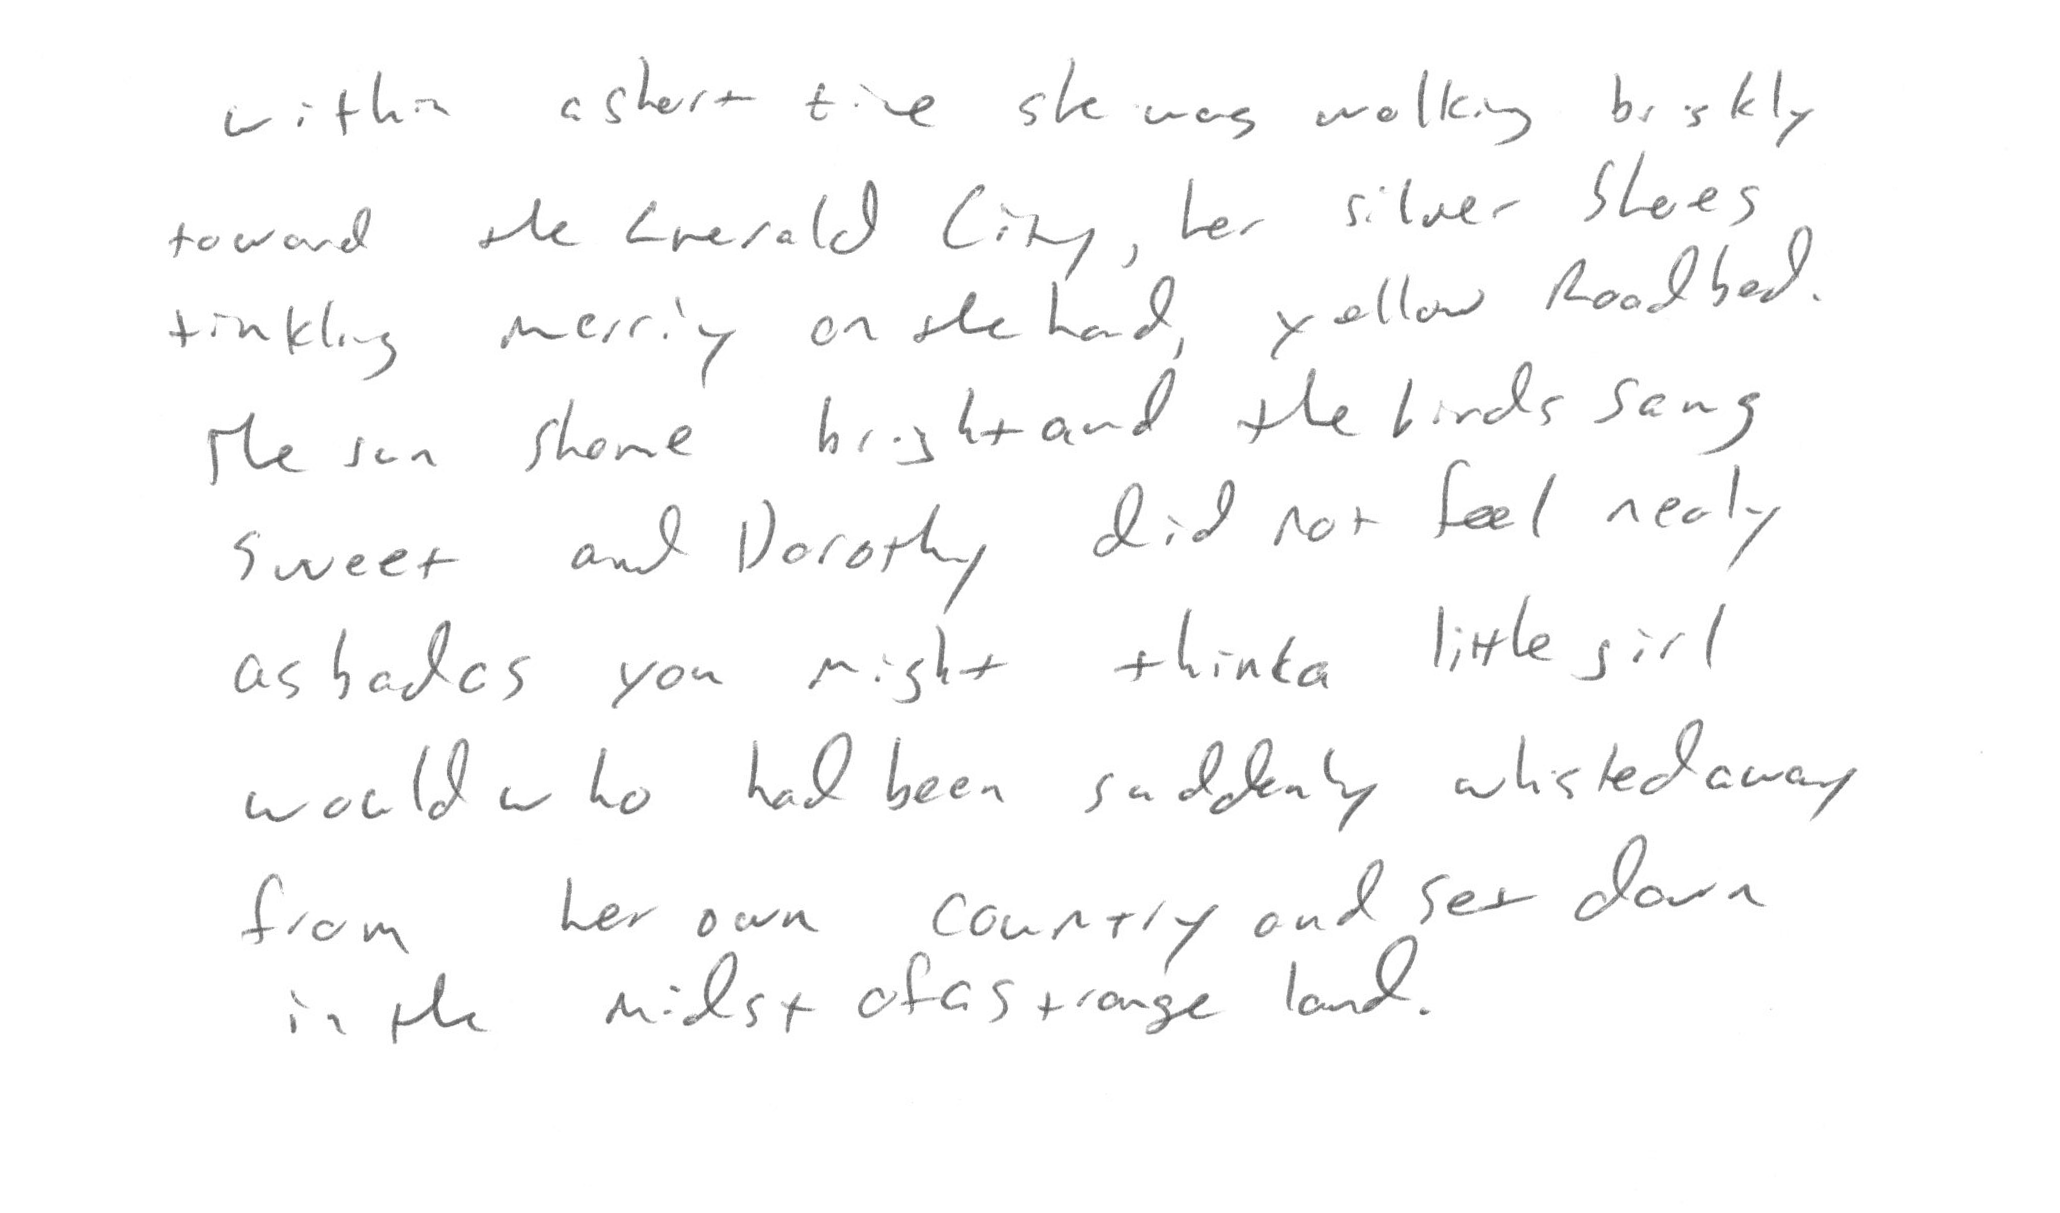 within a short time she was walking briskly
toward the Emerald City, her silver Shoes
tinkling merrily on the hard, yellow Roadbed.
The sun shone bright and the birds sang
sweet and Dorothy did not feel nearly
as bad as you might think a little girl
would who had been suddenly whisked away
from her own country and set down
in the midst of a strange land.